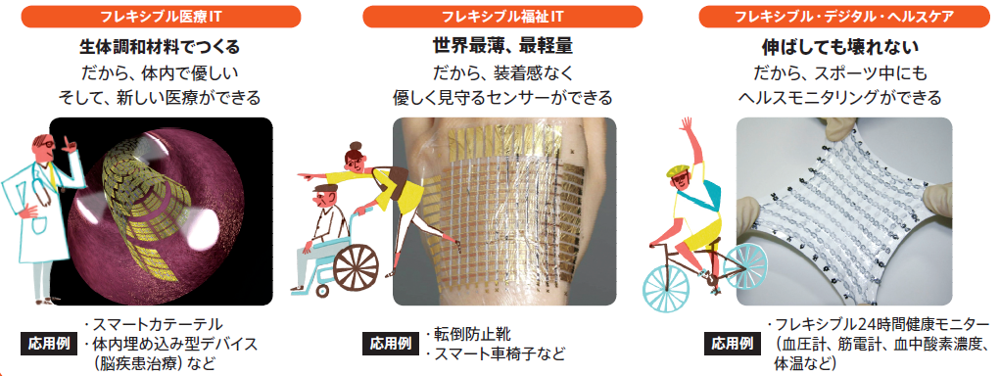 フレキシブル医療IT
生体調和材料でつくる
だから、体内で優しい
そして、新しい医療ができる
応用例
・スマートカテーテル
・体内埋め込み型デバイス
（脳疾患治療）など
フレキシブル福祉IT
世界最薄、最軽量
だから、装着感なく
優しく見守るセンサーができる
応用例
・転倒防止靴
・スマート車椅子など
フレキシブル・デジタル・ヘルスケア
伸ばしても壊れない
だから、スポーツ中にも
ヘルスモニタリングができる
応用例
・フレキシブル24時間健康モニター
（血圧計、筋電計、血中酸素濃度、
体温など）